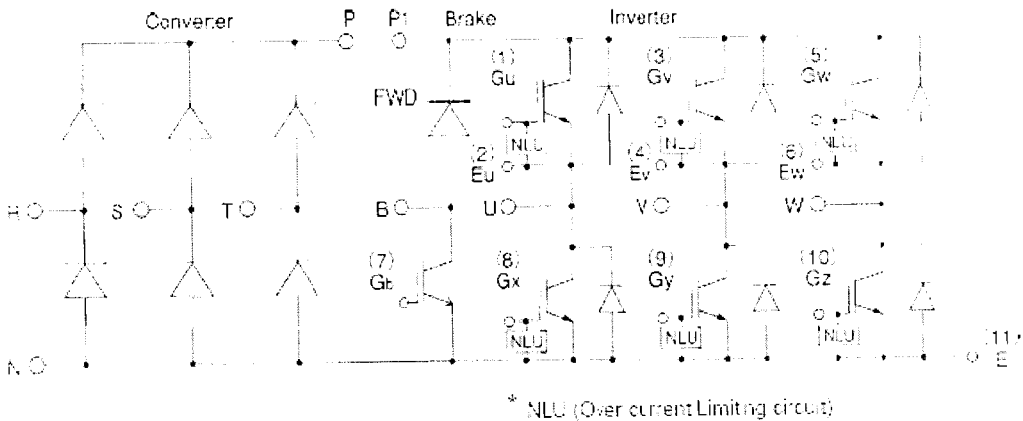 Converter P P1 Brake Inverter
(1) (3) (5)
Gu Gv Gw
FWD
NLU NLU NLU
(2) (4) (6)
Eu Ev Ew
R S T B U V W
(7) (8) (9) (10)
Gb Gx Gy Gz
NLU NLU NLU
(11)
N E
* NLU (Over current Limiting circuit)